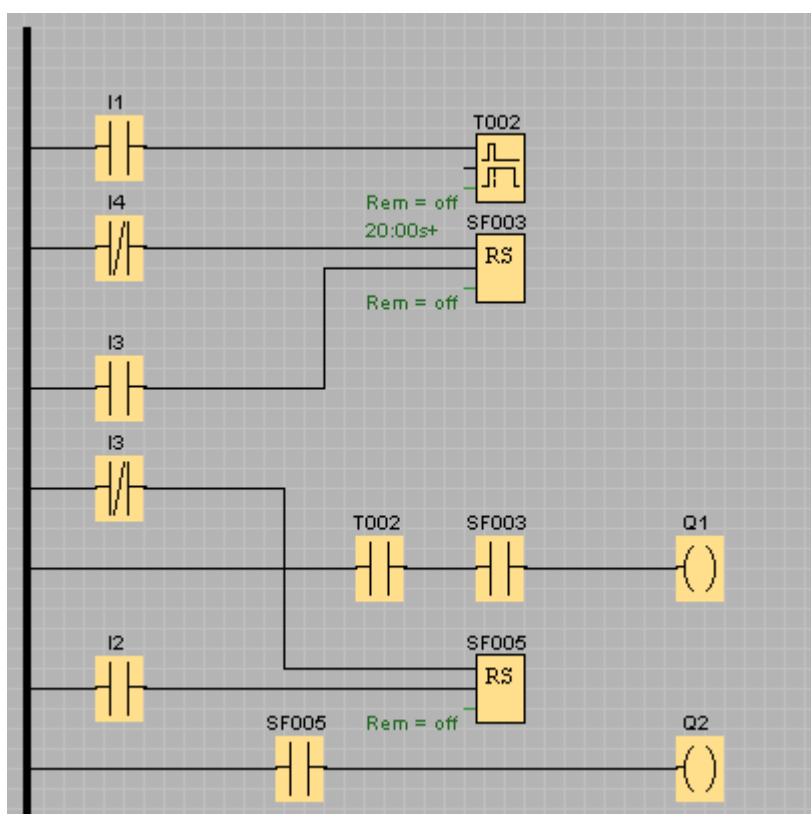 I1
T002
Rem = off
I4
20:00s+
SF003
RS
Rem = off
I3
I3
T002
SF003
Q1
I2
SF005
RS
SF005
Rem = off
Q2